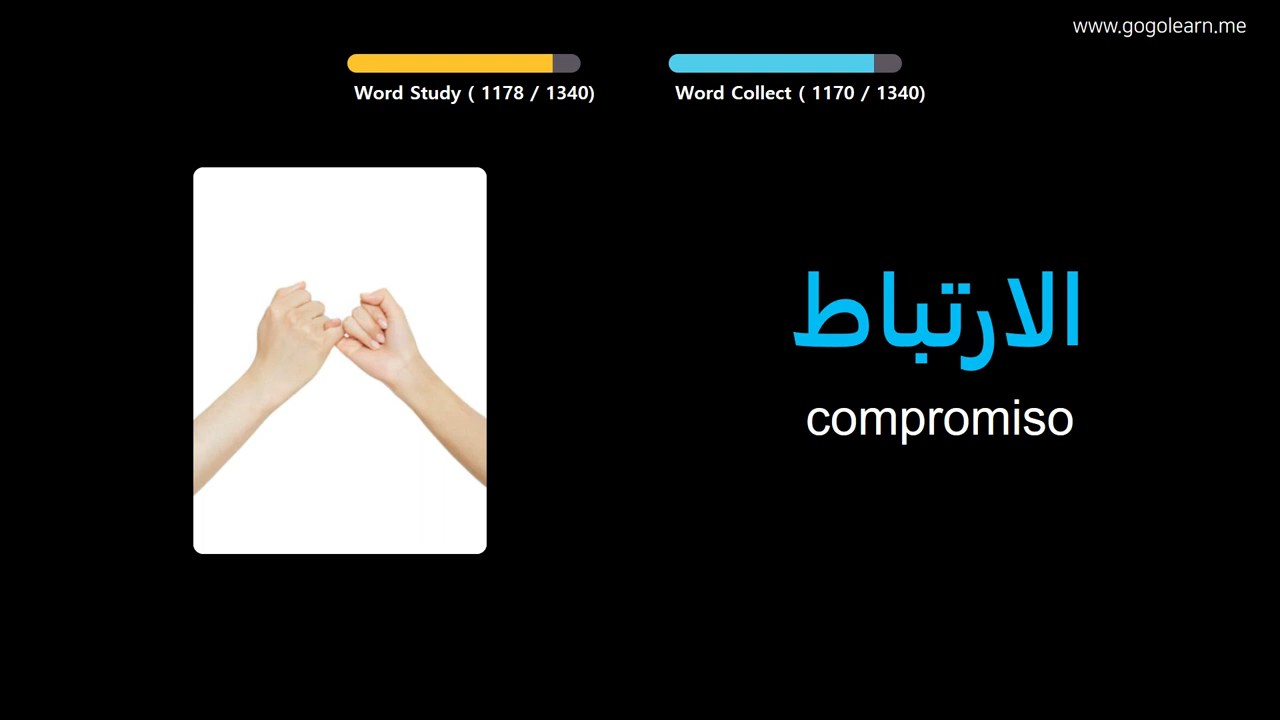 www.gogolearn.me
Word Study ( 1178 / 1340)
Word Collect ( 1170 / 1340)
الارتباط
compromiso